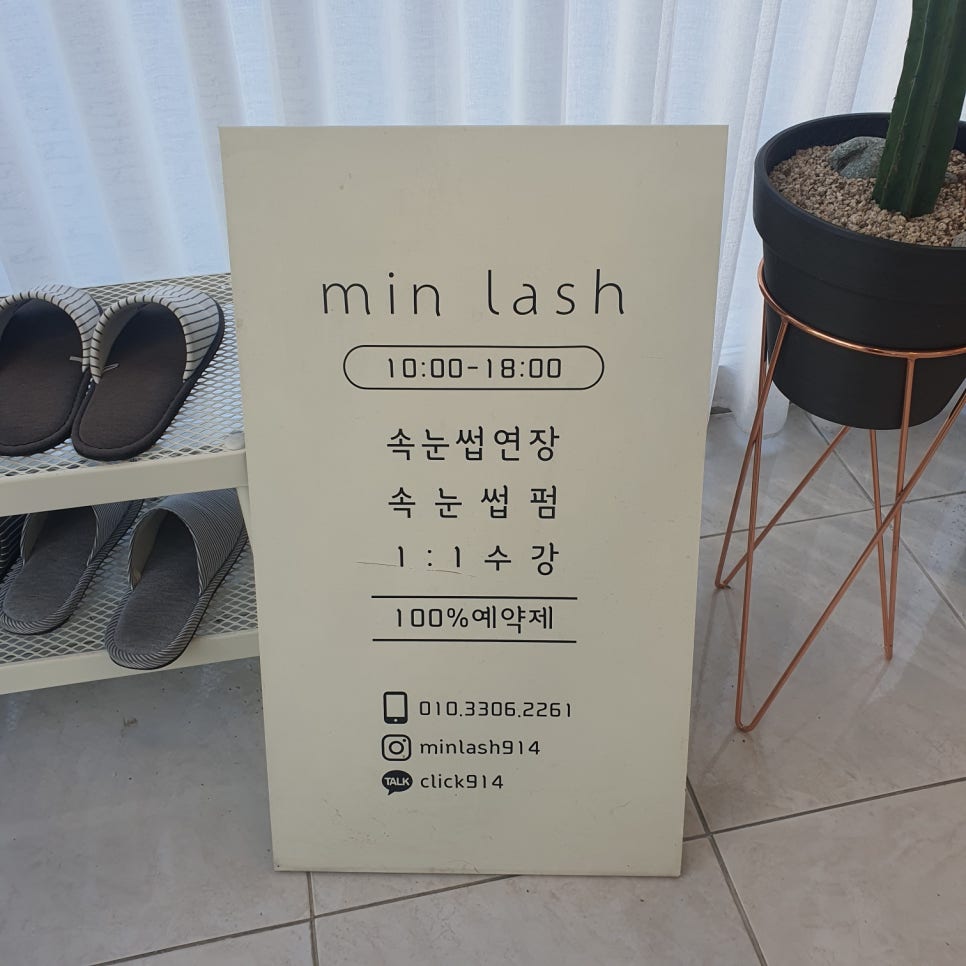 min lash
10:00-18:00
속눈썹연장
속눈썹펌
1:1수강
100%예약제
010.3306.2261
minlash914
TALK click914